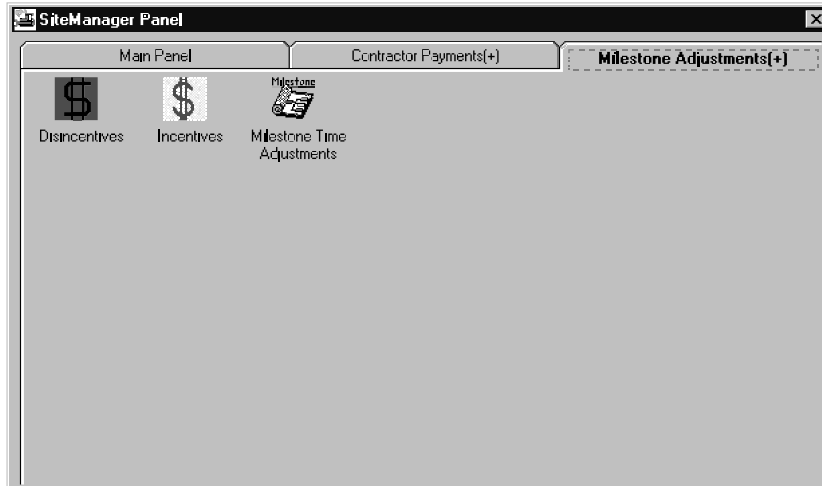 SiteManager Panel
Main Panel
Contractor Payments(+)
Milestone Adjustments(+)
Milestone
Disincentives
Incentives
Milestone Time
Adjustments